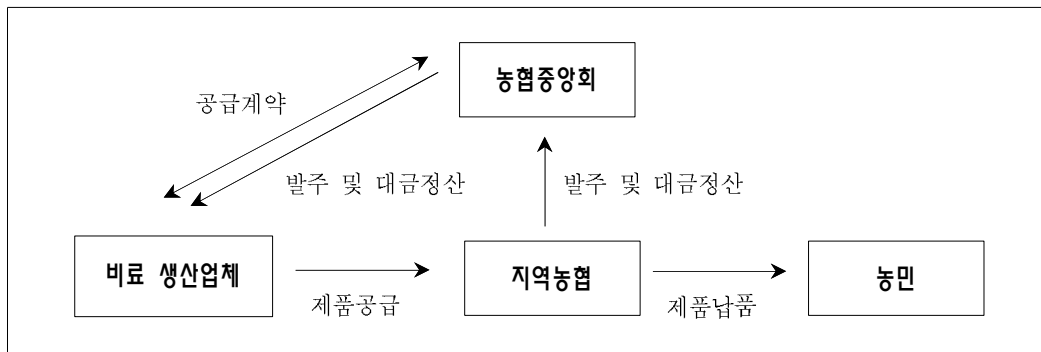 농협중앙회
공급계약
발주 및 대금정산
발주 및 대금정산
비료 생산업체
지역농협
농민
제품공급
제품납품